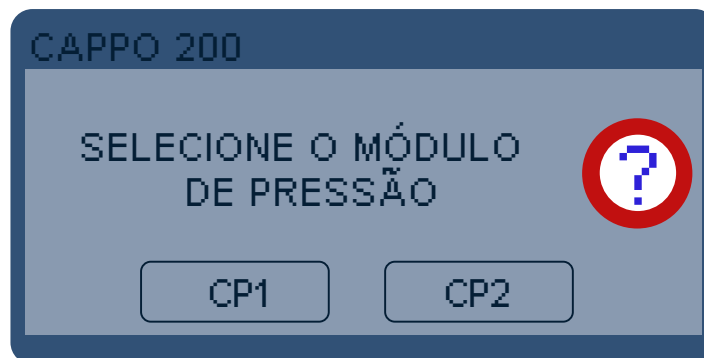 CAPPO 200
SELECIONE O MÓDULO
DE PRESSÃO
?
CP1
CP2